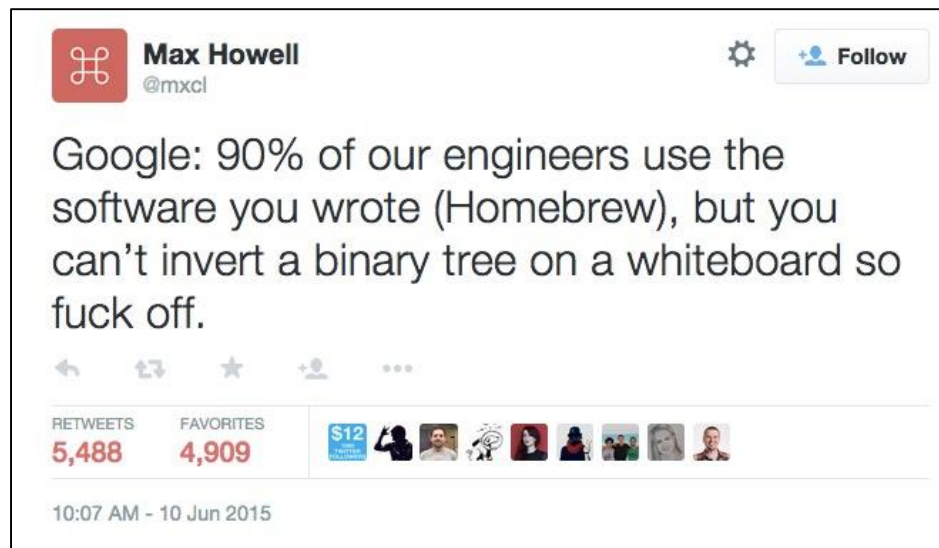 Max Howell
@mxcl
Follow
Google: 90% of our engineers use the
software you wrote (Homebrew), but you
can't invert a binary tree on a whiteboard so
fuck off.
RETWEETS FAVORITES
5,488 4,909
$12
TWITTER
FOLLOWERS
10:07 AM - 10 Jun 2015